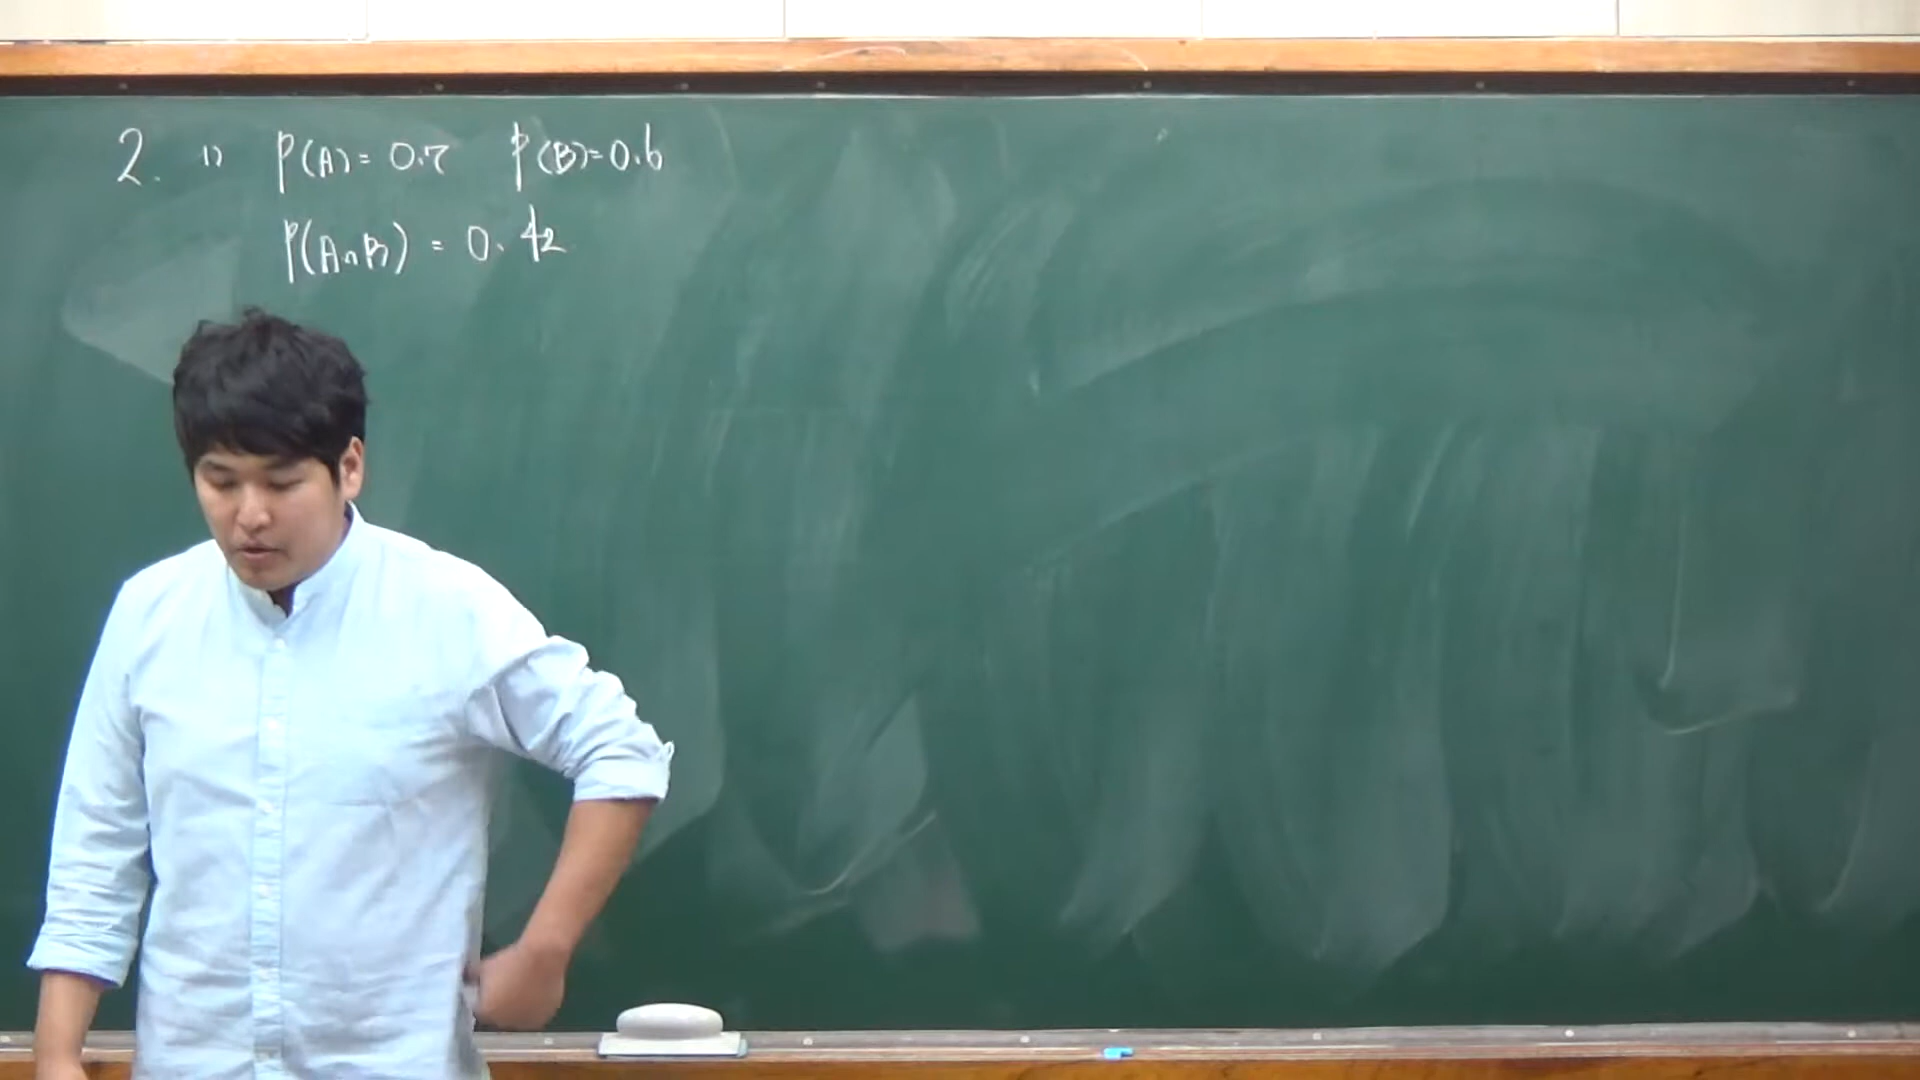 2. 1) P(A) = 0.7 P(B) = 0.6
P(A∩B) = 0.42